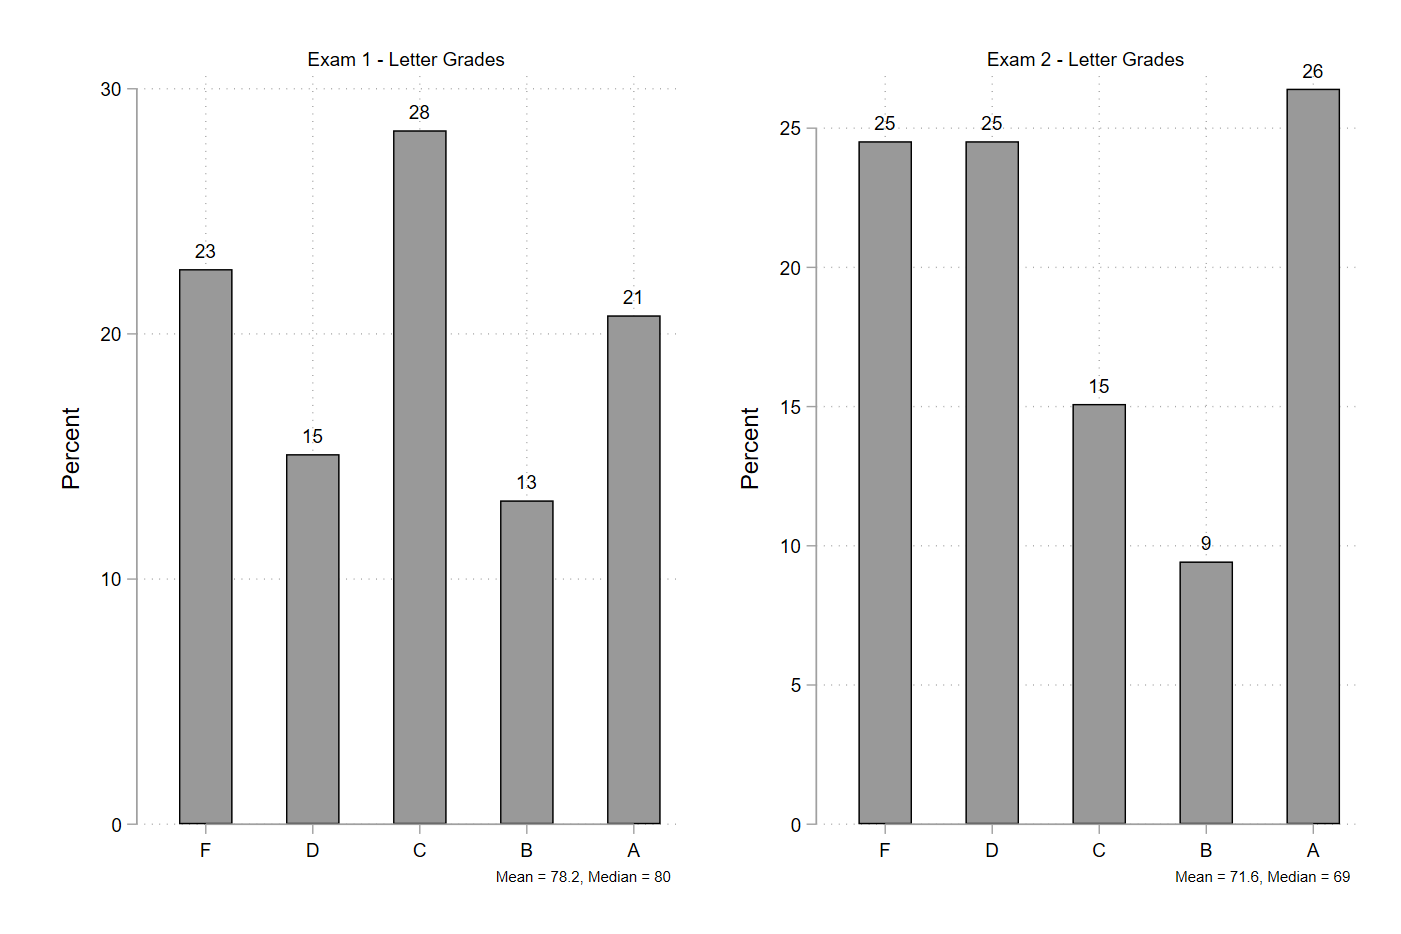 Exam 1 - Letter Grades
30
20
10
0
Percent
23
15
28
13
21
F D C B A
Mean = 78.2, Median = 80
Exam 2 - Letter Grades
25
20
15
10
5
0
Percent
25
25
15
9
26
F D C B A
Mean = 71.6, Median = 69